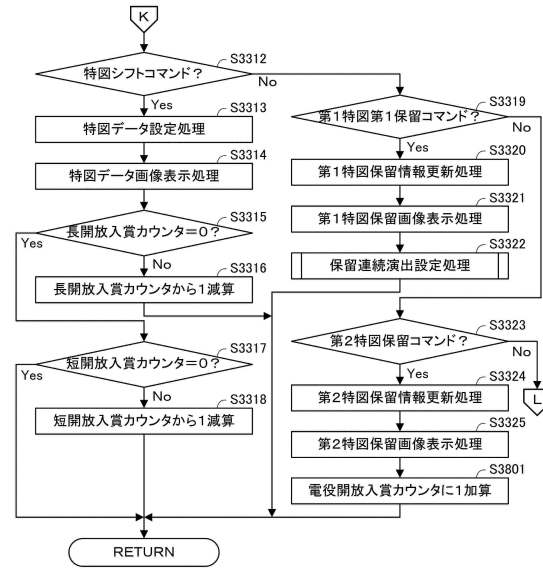 K
S3312
特図シフトコマンド?
No
Yes
S3313
特図データ設定処理
S3314
特図データ画像表示処理
S3315
長開放入賞カウンタ=0?
Yes
No
S3316
長開放入賞カウンタから1減算
S3317
短開放入賞カウンタ=0?
Yes
No
S3318
短開放入賞カウンタから1減算
RETURN
S3319
第1特図第1保留コマンド?
No
Yes
S3320
第1特図保留情報更新処理
S3321
第1特図保留画像表示処理
S3322
保留連続演出設定処理
S3323
第2特図保留コマンド?
No
Yes
L
S3324
第2特図保留情報更新処理
S3325
第2特図保留画像表示処理
S3801
電役開放入賞カウンタに1加算